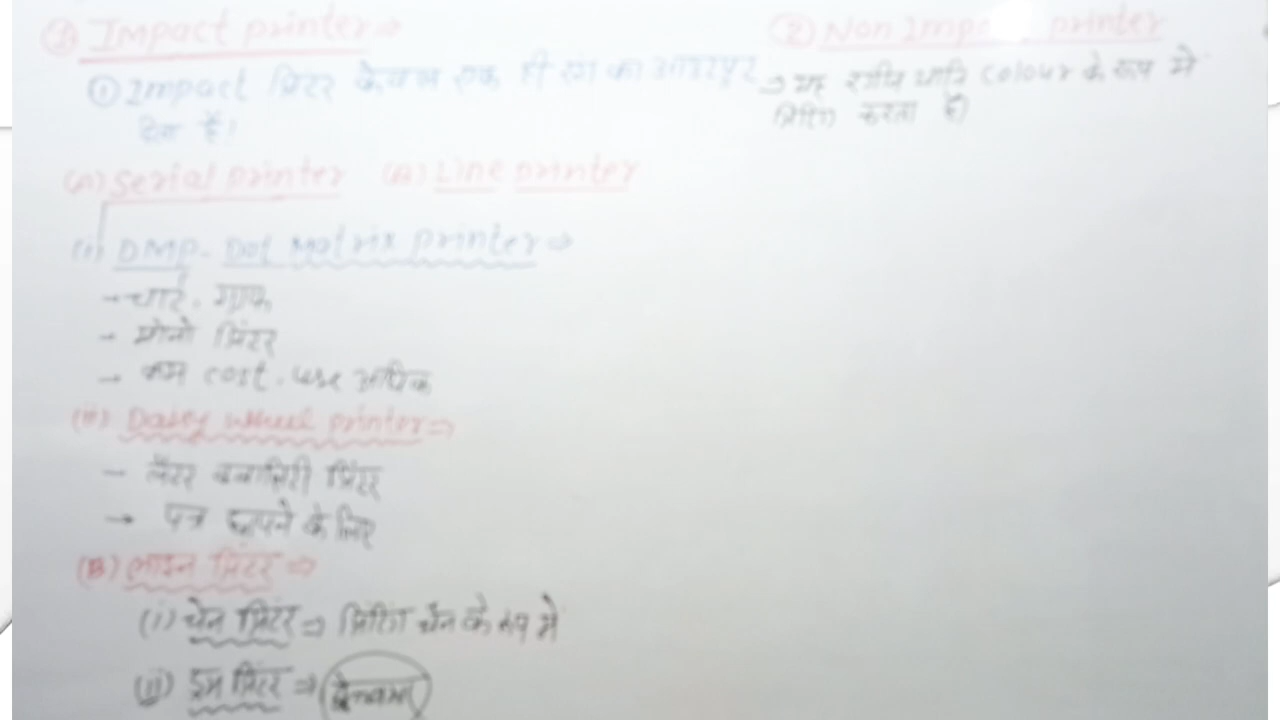 ① Impact printer ⇒
① Impact प्रिंटर केवल एक ही रंग का आउटपुट
देता है।
(A) Serial printer (B) Line printer
(i) DMP - Dot Matrix printer ⇒
→ चार्ट, ग्राफ
- मोनो प्रिंटर
→ कम cost, use अधिक
(ii) Daisy wheel printer ⇒
- लैटर क्वालिटी प्रिंटर
→ पत्र छापने के लिए
(B) लाइन प्रिंटर ⇒
(i) चेन प्रिंटर ⇒ प्रिंटिंग चैन के रूप में
(ii) ड्रम प्रिंटर ⇒
② Non Impact printer
→ यह colour के रूप में
प्रिंटिंग करता है।